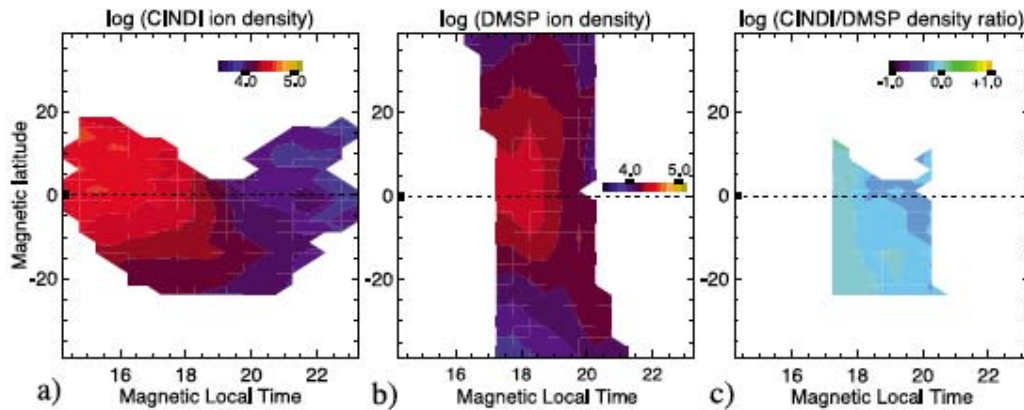 log (CINDI ion density)
4.0 5.0
20
0
-20
Magnetic latitude
16 18 20 22
Magnetic Local Time
a)
log (DMSP ion density)
4.0 5.0
20
0
-20
16 18 20 22
Magnetic Local Time
b)
log (CINDI/DMSP density ratio)
-1.0 0.0 +1.0
20
0
-20
16 18 20 22
Magnetic Local Time
c)